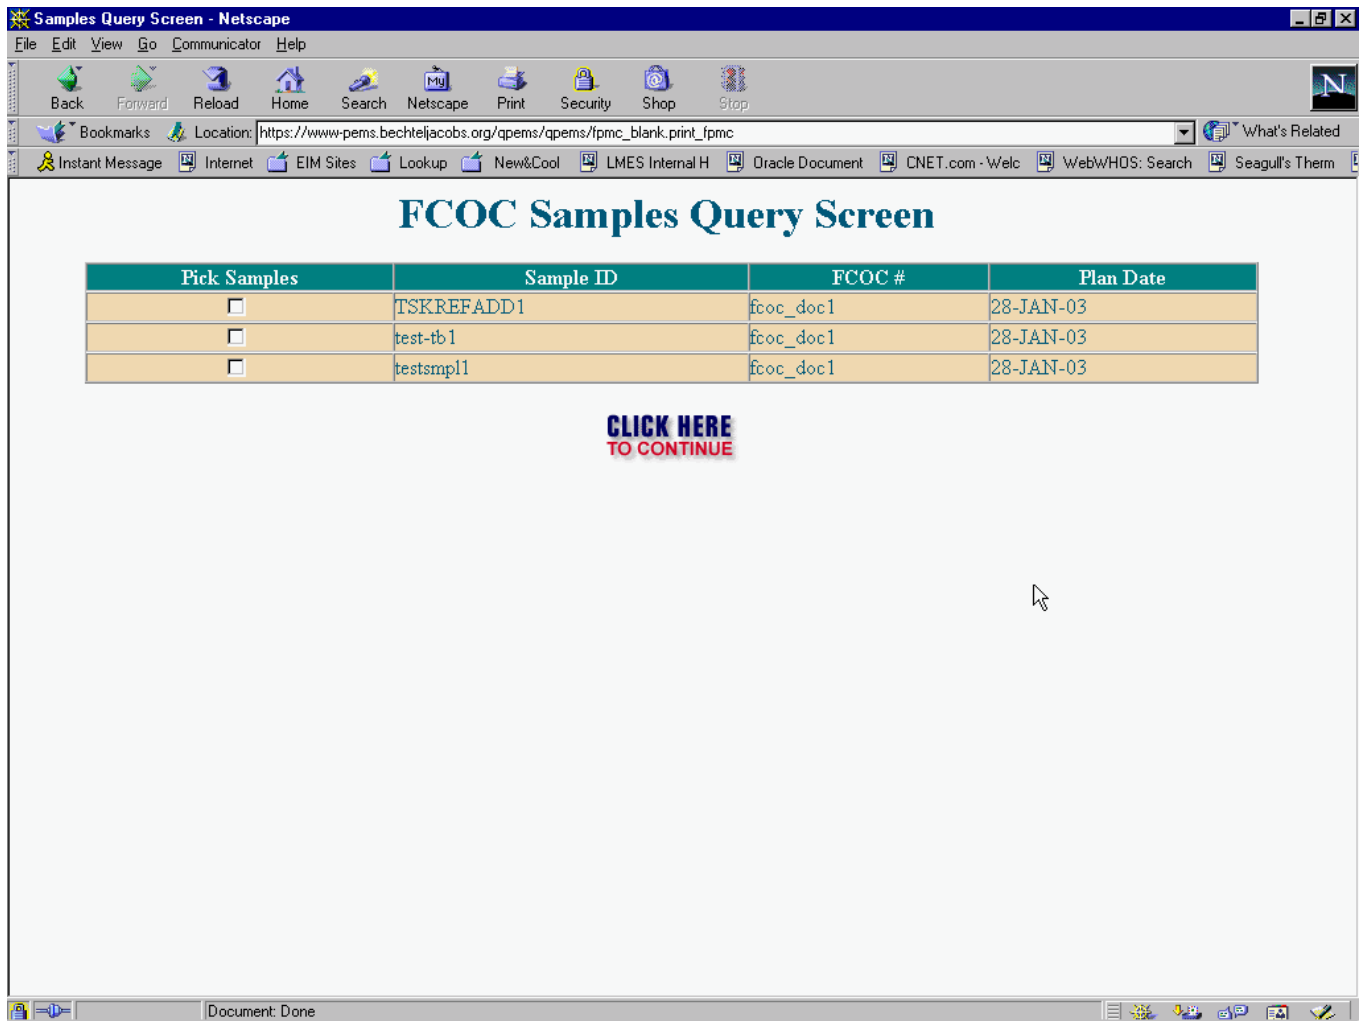 Samples Query Screen - Netscape
File Edit View Go Communicator Help
Back Forward Reload Home Search Netscape Print Security Shop Stop
Bookmarks Location: https://www-pems.bechteljacobs.org/qpems/qpems/fpmc_blank.print_fpmc What's Related
Instant Message Internet EIM Sites Lookup New&Cool LMES Internal H Oracle Document CNET.com - Welc WebWHOS: Search Seagull's Therm
FCOC Samples Query Screen
Pick Samples Sample ID FCOC # Plan Date
TSKREFADD1 fcoc_doc1 28-JAN-03
test-tb1 fcoc_doc1 28-JAN-03
testsmpl1 fcoc_doc1 28-JAN-03
CLICK HERE
TO CONTINUE
Document: Done